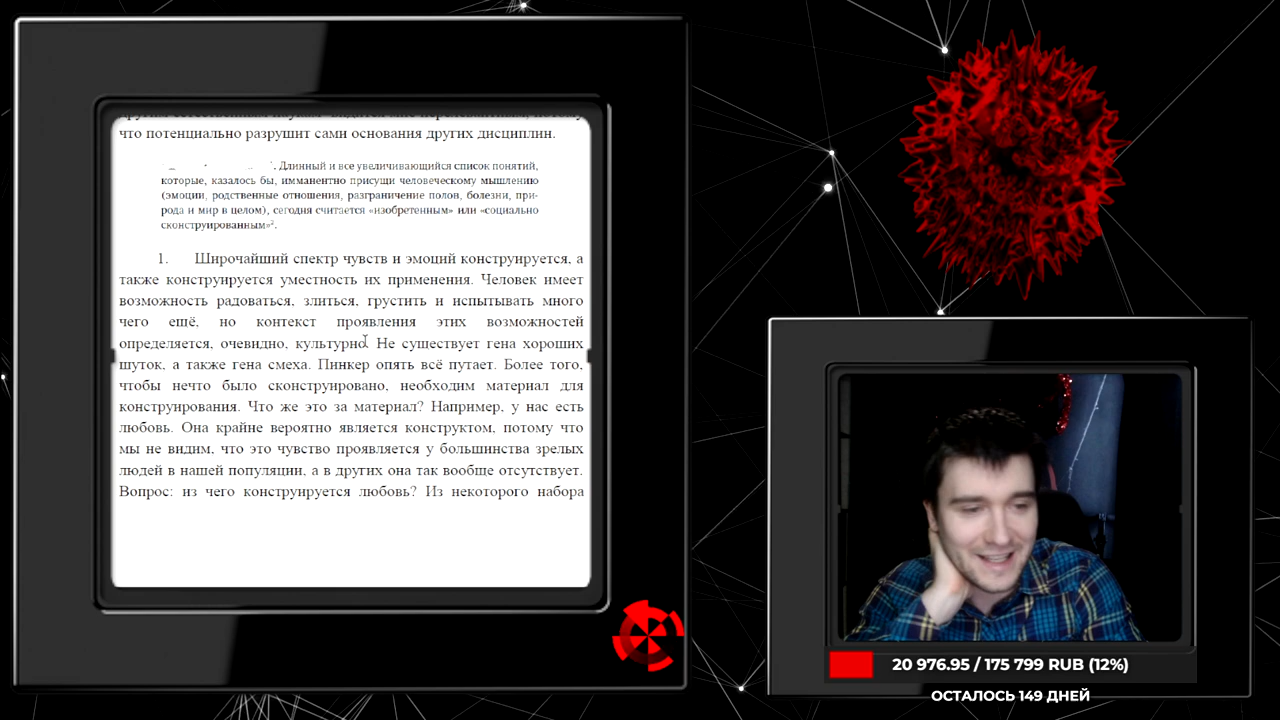 что потенциально разрушит сами основания других дисциплин.
. Длинный и все увеличивающийся список понятий,
которые, казалось бы, имманентно присущи человеческому мышлению
(эмоции, родственные отношения, разграничение полов, болезни, при-
рода и мир в целом), сегодня считается «изобретенным» или «социально
сконструированным»².
1. Широчайший спектр чувств и эмоций конструируется, а
также конструируется уместность их применения. Человек имеет
возможность радоваться, злиться, грустить и испытывать много
чего ещё, но контекст проявления этих возможностей
определяется, очевидно, культурно. Не существует гена хороших
шуток, а также гена смеха. Пинкер опять всё путает. Более того,
чтобы нечто было сконструировано, необходим материал для
конструирования. Что же это за материал? Например, у нас есть
любовь. Она крайне вероятно является конструктом, потому что
мы не видим, что это чувство проявляется у большинства зрелых
людей в нашей популяции, а в других она так вообще отсутствует.
Вопрос: из чего конструируется любовь? Из некоторого набора
20 976.95 / 175 799 RUB (12%)
ОСТАЛОСЬ 149 ДНЕЙ